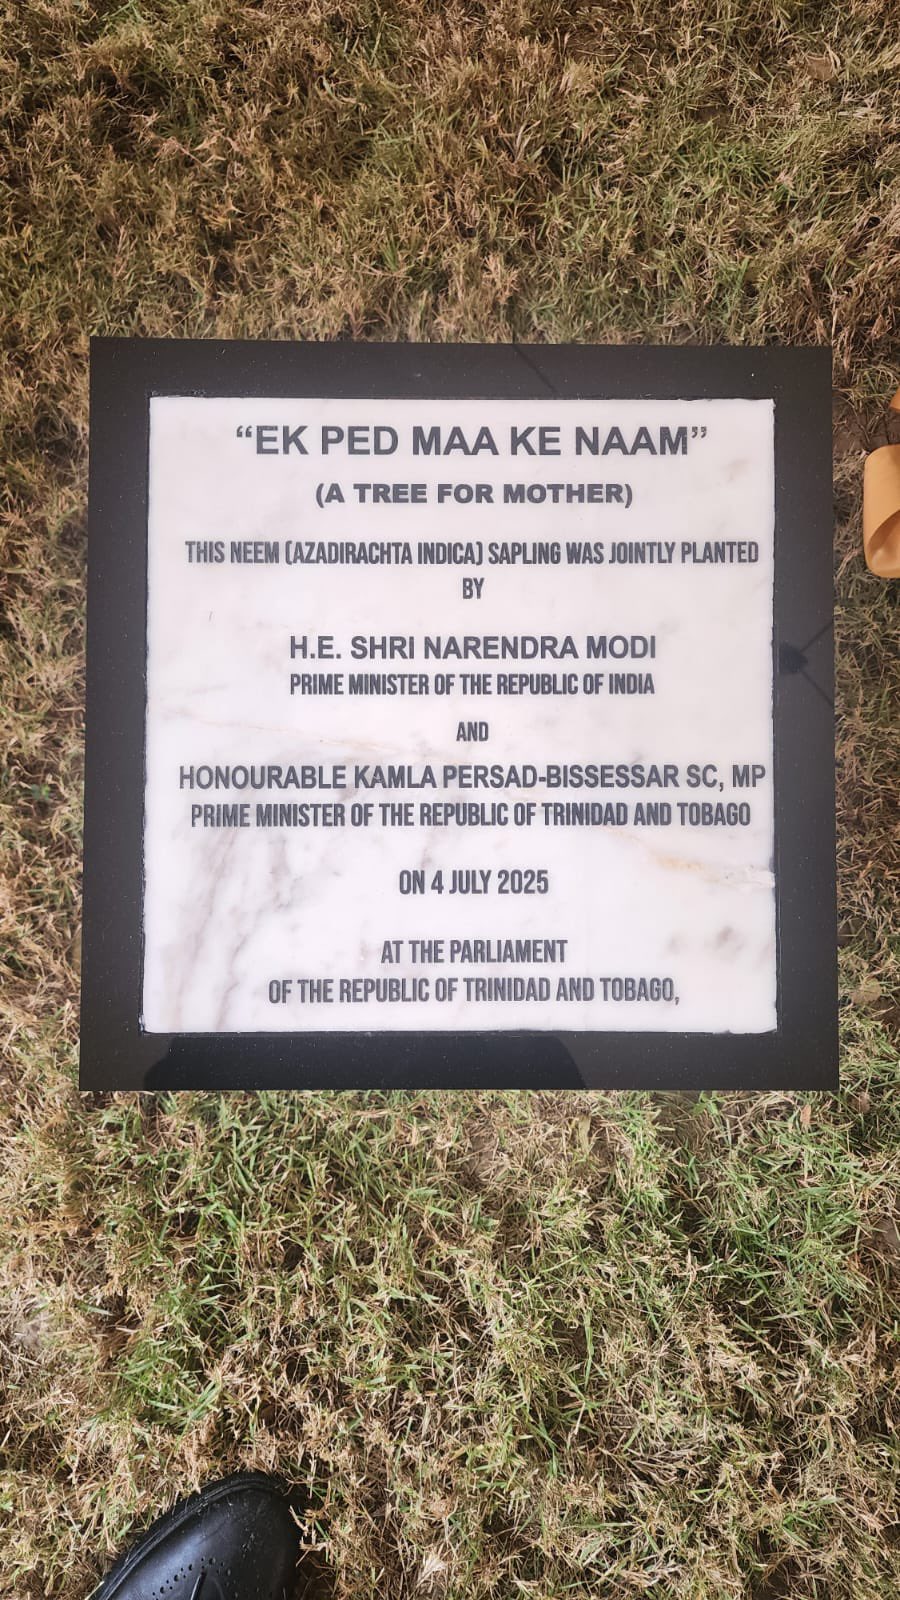 “EK PED MAA KE NAAM”
(A TREE FOR MOTHER)
THIS NEEM (AZADIRACHTA INDICA) SAPLING WAS JOINTLY PLANTED
BY
H.E. SHRI NARENDRA MODI
PRIME MINISTER OF THE REPUBLIC OF INDIA
AND
HONOURABLE KAMLA PERSAD-BISSESSAR SC, MP
PRIME MINISTER OF THE REPUBLIC OF TRINIDAD AND TOBAGO
ON 4 JULY 2025
AT THE PARLIAMENT
OF THE REPUBLIC OF TRINIDAD AND TOBAGO,